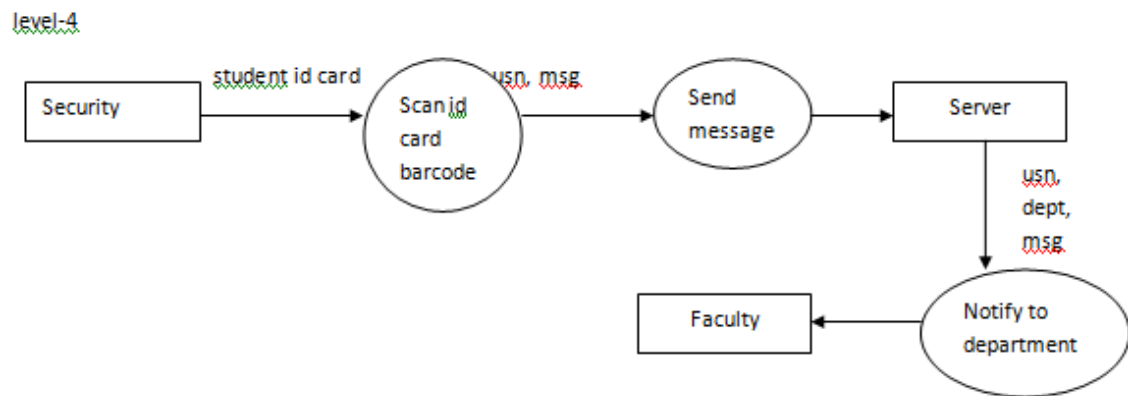 level-4
student id card
usn, msg
Security
Scan id
card
barcode
Send
message
Server
usn,
dept,
msg
Faculty
Notify to
department